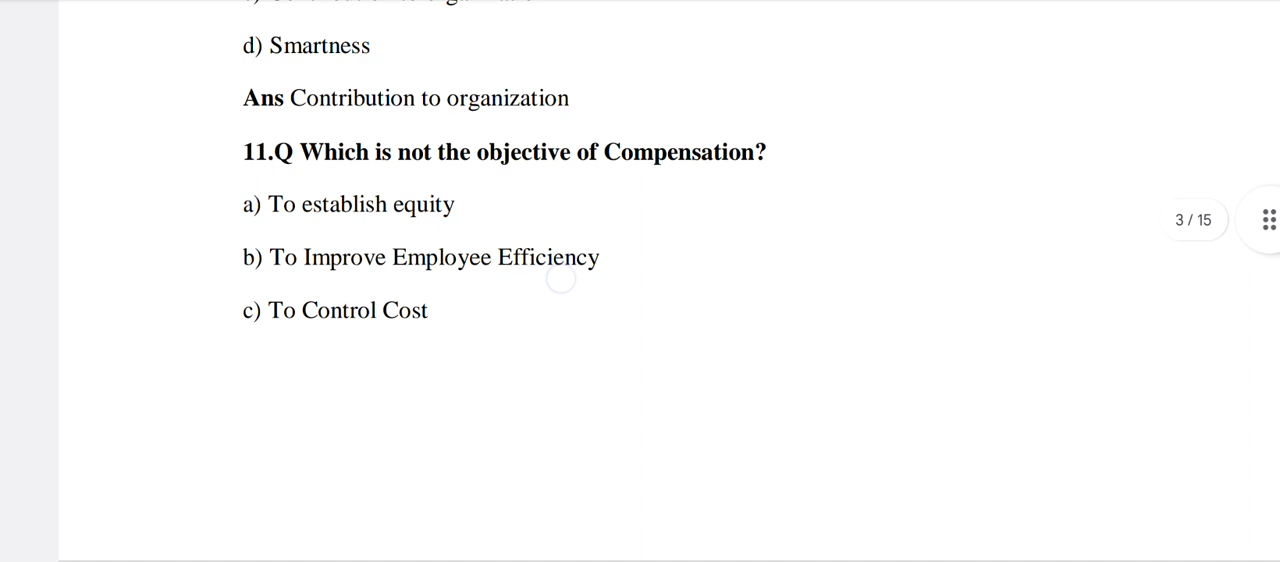 d) Smartness
Ans Contribution to organization
11.Q Which is not the objective of Compensation?
a) To establish equity
3 / 15
b) To Improve Employee Efficiency
c) To Control Cost